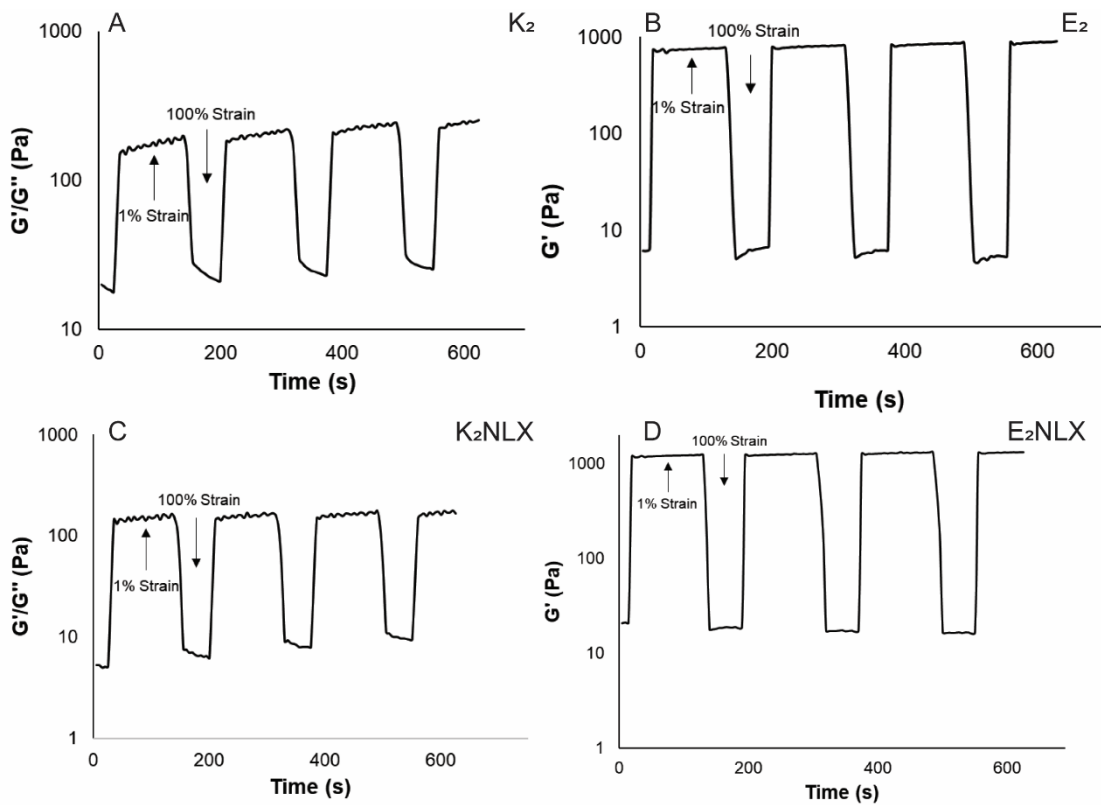 A
K₂
1000
100
10
G'/G'' (Pa)
100% Strain
1% Strain
0
200
400
600
Time (s)
B
E₂
1000
100
10
1
G' (Pa)
100% Strain
1% Strain
0
200
400
600
Time (s)
C
K₂NLX
1000
100
10
1
G'/G'' (Pa)
100% Strain
1% Strain
0
200
400
600
Time (s)
D
E₂NLX
1000
100
10
1
G' (Pa)
100% Strain
1% Strain
0
200
400
600
Time (s)